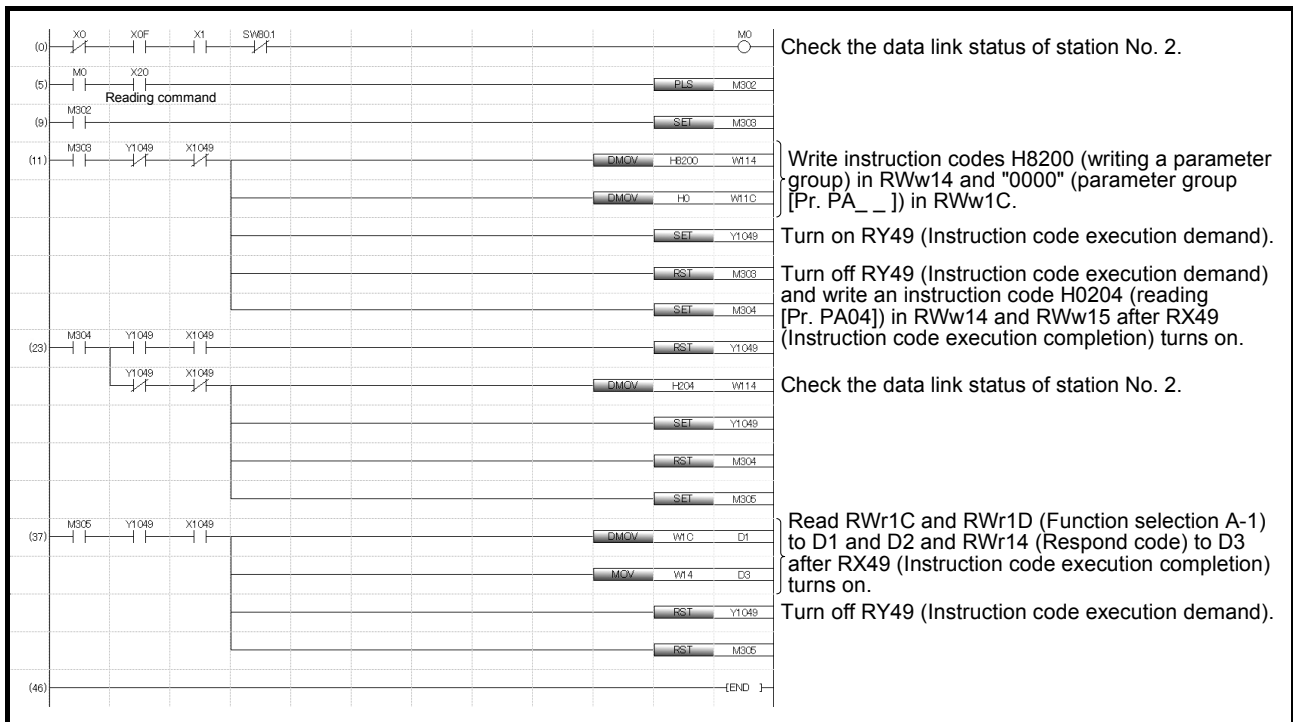 X0 X0F X1 SW80.1 M0
(0)
Check the data link status of station No. 2.
M0 X20
(5) PLS M302
Reading command
M302
(9) SET M303
M303 Y1049 X1049
(11) DMOV H8200 W114
DMOV H0 W11C
Write instruction codes H8200 (writing a parameter
group) in RWw14 and "0000" (parameter group
[Pr. PA_ _ ]) in RWw1C.
SET Y1049
Turn on RY49 (Instruction code execution demand).
RST M303
SET M304
Turn off RY49 (Instruction code execution demand)
and write an instruction code H0204 (reading
[Pr. PA04]) in RWw14 and RWw15 after RX49
(Instruction code execution completion) turns on.
M304 Y1049 X1049
(23) RST Y1049
Y1049 X1049
DMOV H204 W114
Check the data link status of station No. 2.
SET Y1049
RST M304
SET M305
M305 Y1049 X1049
(37) DMOV W1C D1
MOV W14 D3
Read RWr1C and RWr1D (Function selection A-1)
to D1 and D2 and RWr14 (Respond code) to D3
after RX49 (Instruction code execution completion)
turns on.
RST Y1049
Turn off RY49 (Instruction code execution demand).
RST M305
(46) [END ]